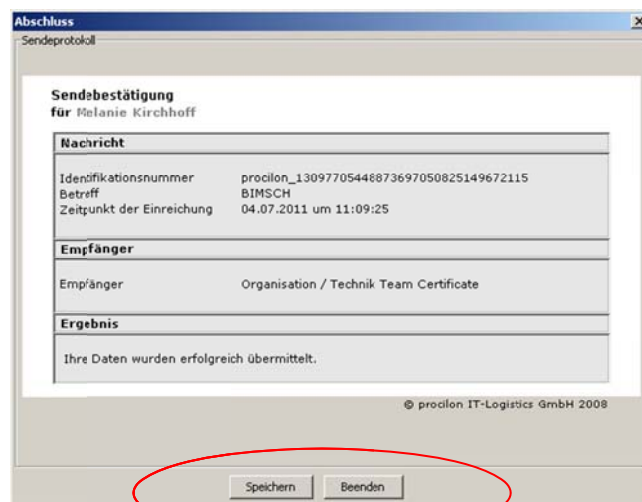 Abschluss
Sendeprotokoll
Sendebestätigung
für Melanie Kirchhoff
Nachricht
Identifikationsnummer procilon_1309770544887369705082514967 2115
Betreff BIMSCH
Zeitpunkt der Einreichung 04.07.2011 um 11:09:25
Empfänger
Empfänger Organisation / Technik Team Certificate
Ergebnis
Ihre Daten wurden erfolgreich übermittelt.
© procilon IT-Logistics GmbH 2008
Speichern Beenden